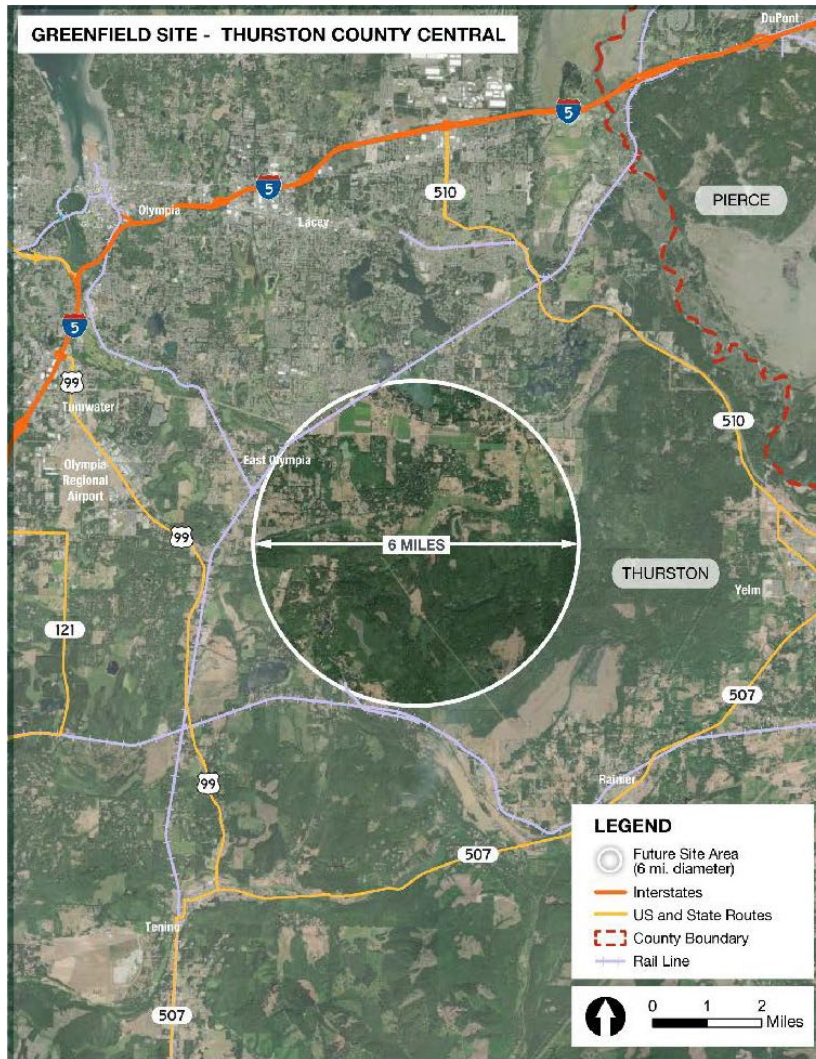 GREENFIELD SITE - THURSTON COUNTY CENTRAL
DuPont
5
510
5
PIERCE
Olympia
Lacey
5
99
Tumwater
510
East Olympia
Olympia
Regional
Airport
99
6 MILES
THURSTON
Yelm
121
507
99
Rainier
507
Tenino
507
LEGEND
Future Site Area
(6 mi. diameter)
Interstates
US and State Routes
County Boundary
Rail Line
0 1 2
Miles